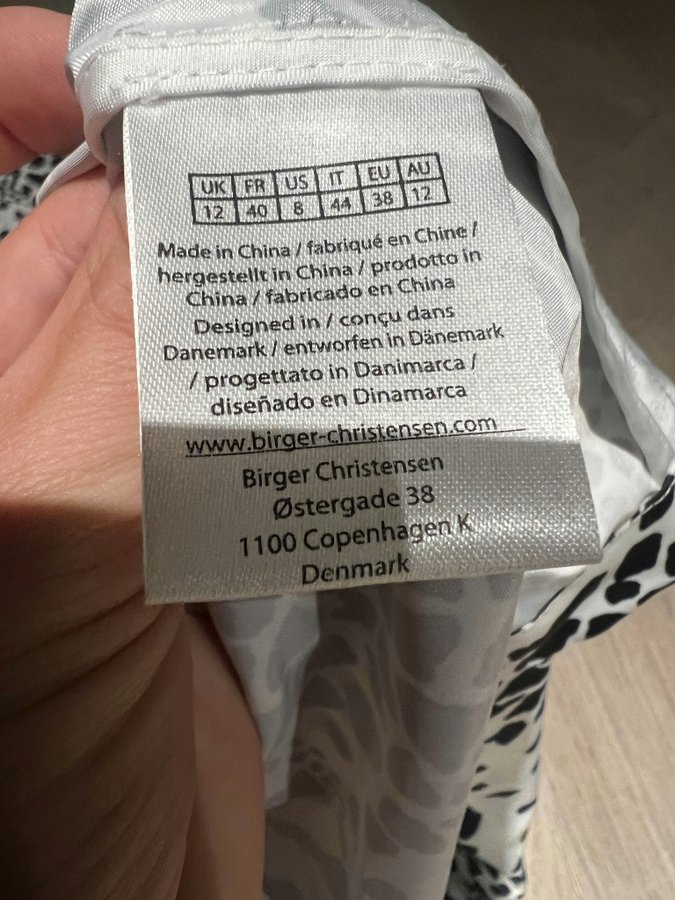 UK FR US IT EU AU
12 40 8 44 38 12
Made in China / fabriqué en Chine /
hergestellt in China / prodotto in
China / fabricado en China
Designed in / conçu dans
Danemark / entworfen in Dänemark
/ progettato in Danimarca /
diseñado en Dinamarca
www.birger-christensen.com
Birger Christensen
Østergade 38
1100 Copenhagen K
Denmark